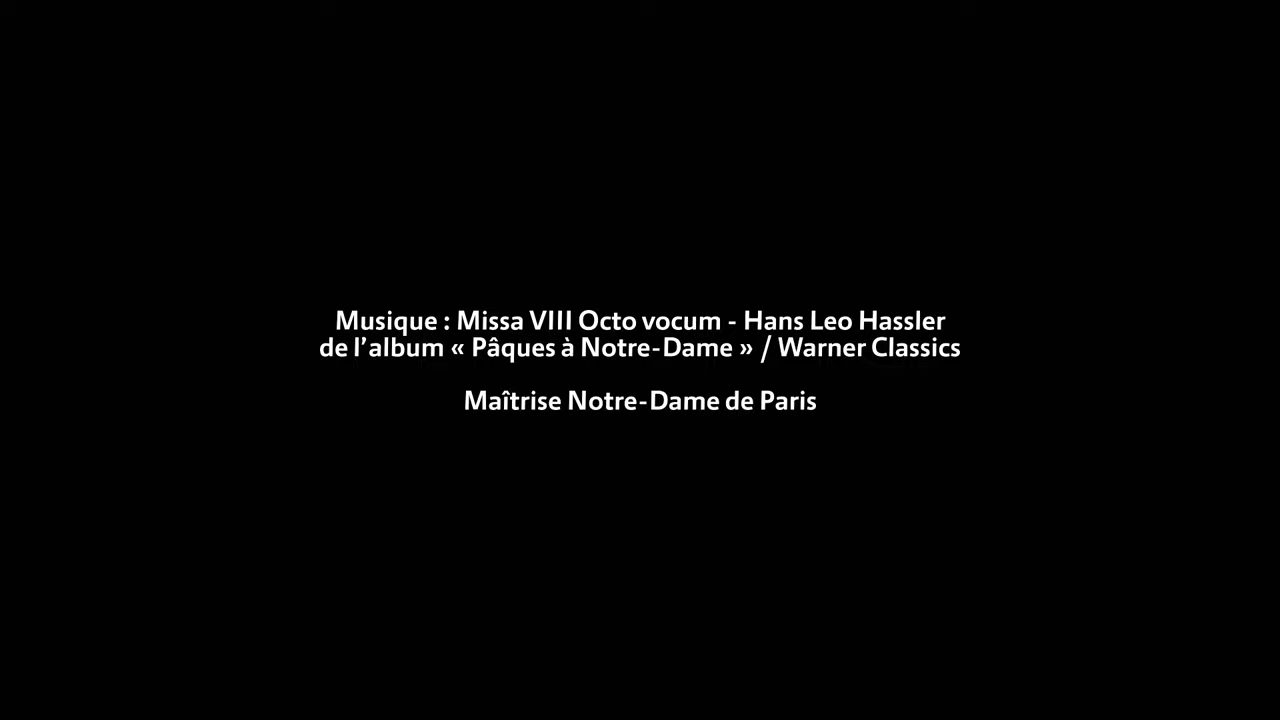 Musique : Missa VIII Octo vocum - Hans Leo Hassler
de l’album « Pâques à Notre-Dame » / Warner Classics
Maîtrise Notre-Dame de Paris